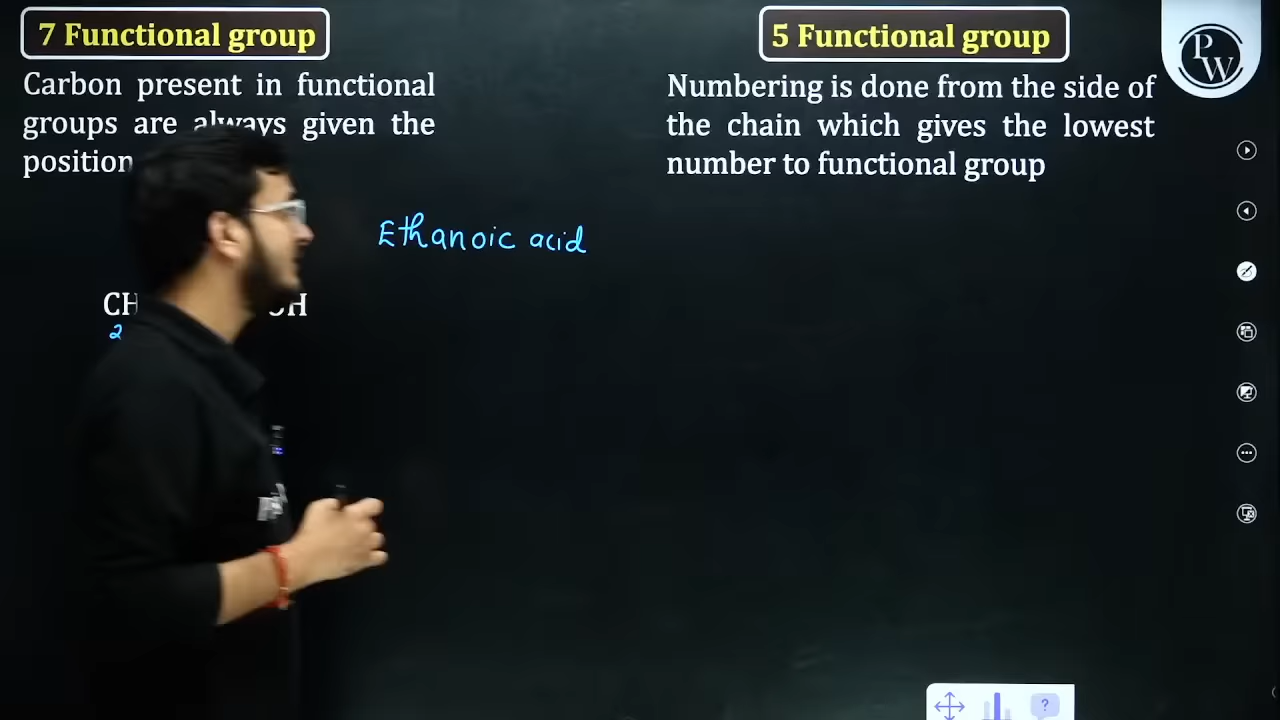 7 Functional group
Carbon present in functional
groups are always given the
position
Ethanoic acid
CH
H
2
5 Functional group
Numbering is done from the side of
the chain which gives the lowest
number to functional group
PW
?